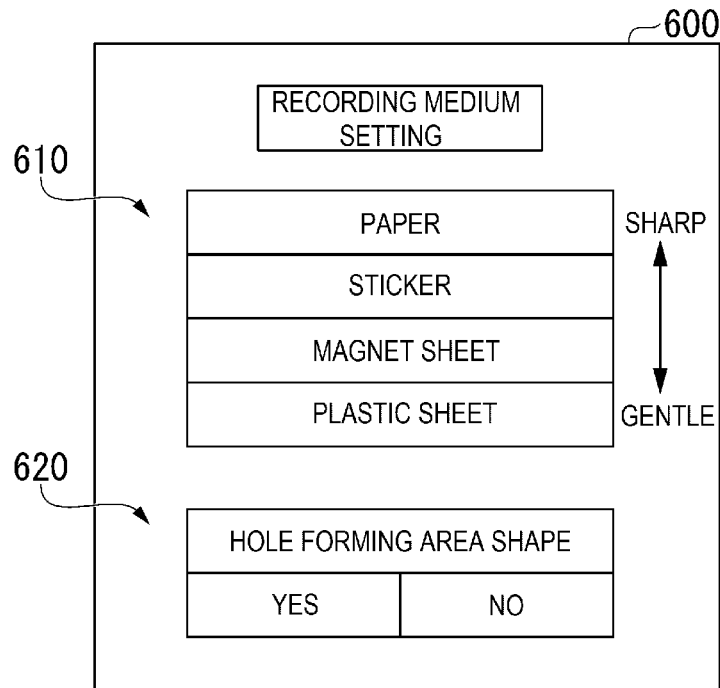 600
RECORDING MEDIUM
SETTING
610
PAPER
SHARP
STICKER
MAGNET SHEET
PLASTIC SHEET
GENTLE
620
HOLE FORMING AREA SHAPE
YES
NO